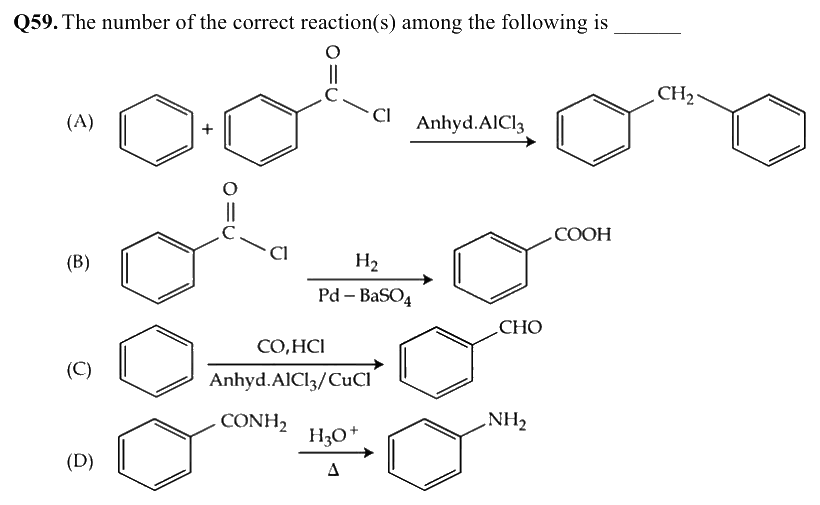 Q59. The number of the correct reaction(s) among the following is ______
O
C
Cl
(A) + Anhyd.AlCl₃ CH₂
O
C
Cl
(B) H₂ COOH
Pd – BaSO₄
CHO
(C) CO,HCl
Anhyd.AlCl₃/CuCl
CONH₂ H₃O⁺ NH₂
(D) Δ